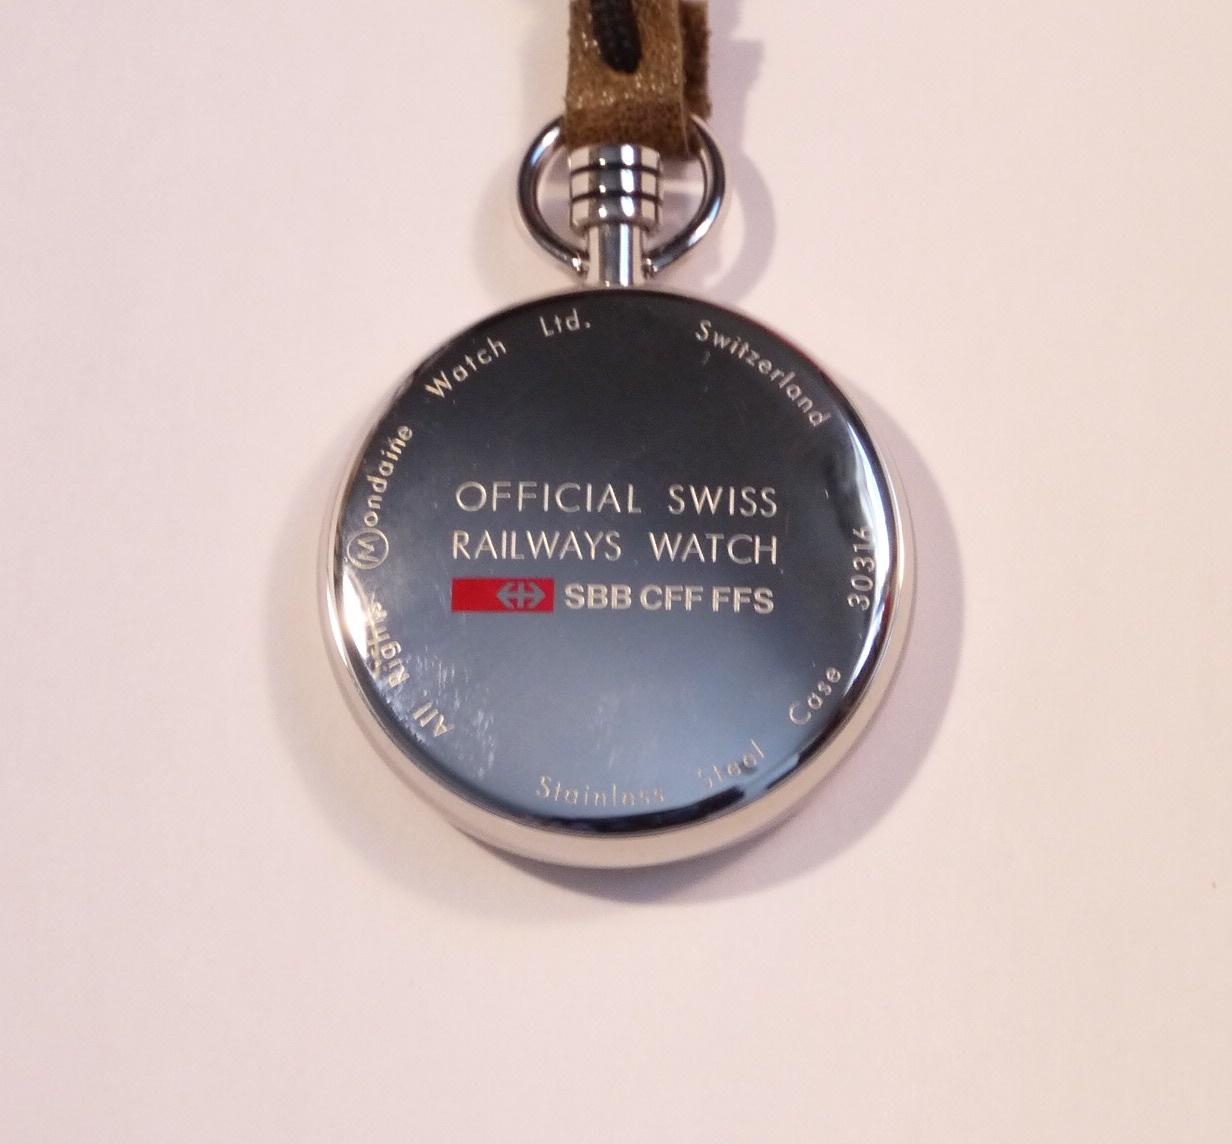 OFFICIAL SWISS
RAILWAYS WATCH
SBB CFF FFS
All Rights Mondaine Watch Ltd. Switzerland
30316
Stainless Steel Case